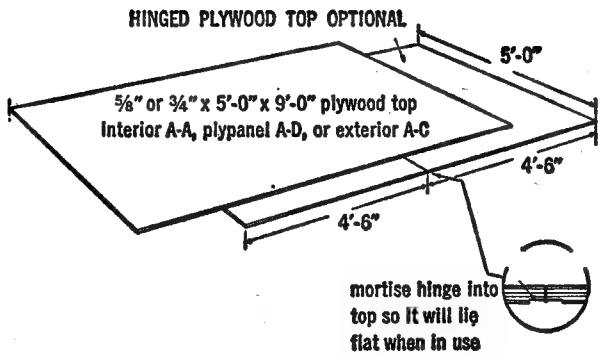 HINGED PLYWOOD TOP OPTIONAL
5'-0"
5/8" or 3/4" x 5'-0" x 9'-0" plywood top
Interior A-A, plypanel A-D, or exterior A-C
4'-6"
4'-6"
mortise hinge into
top so it will lie
flat when in use